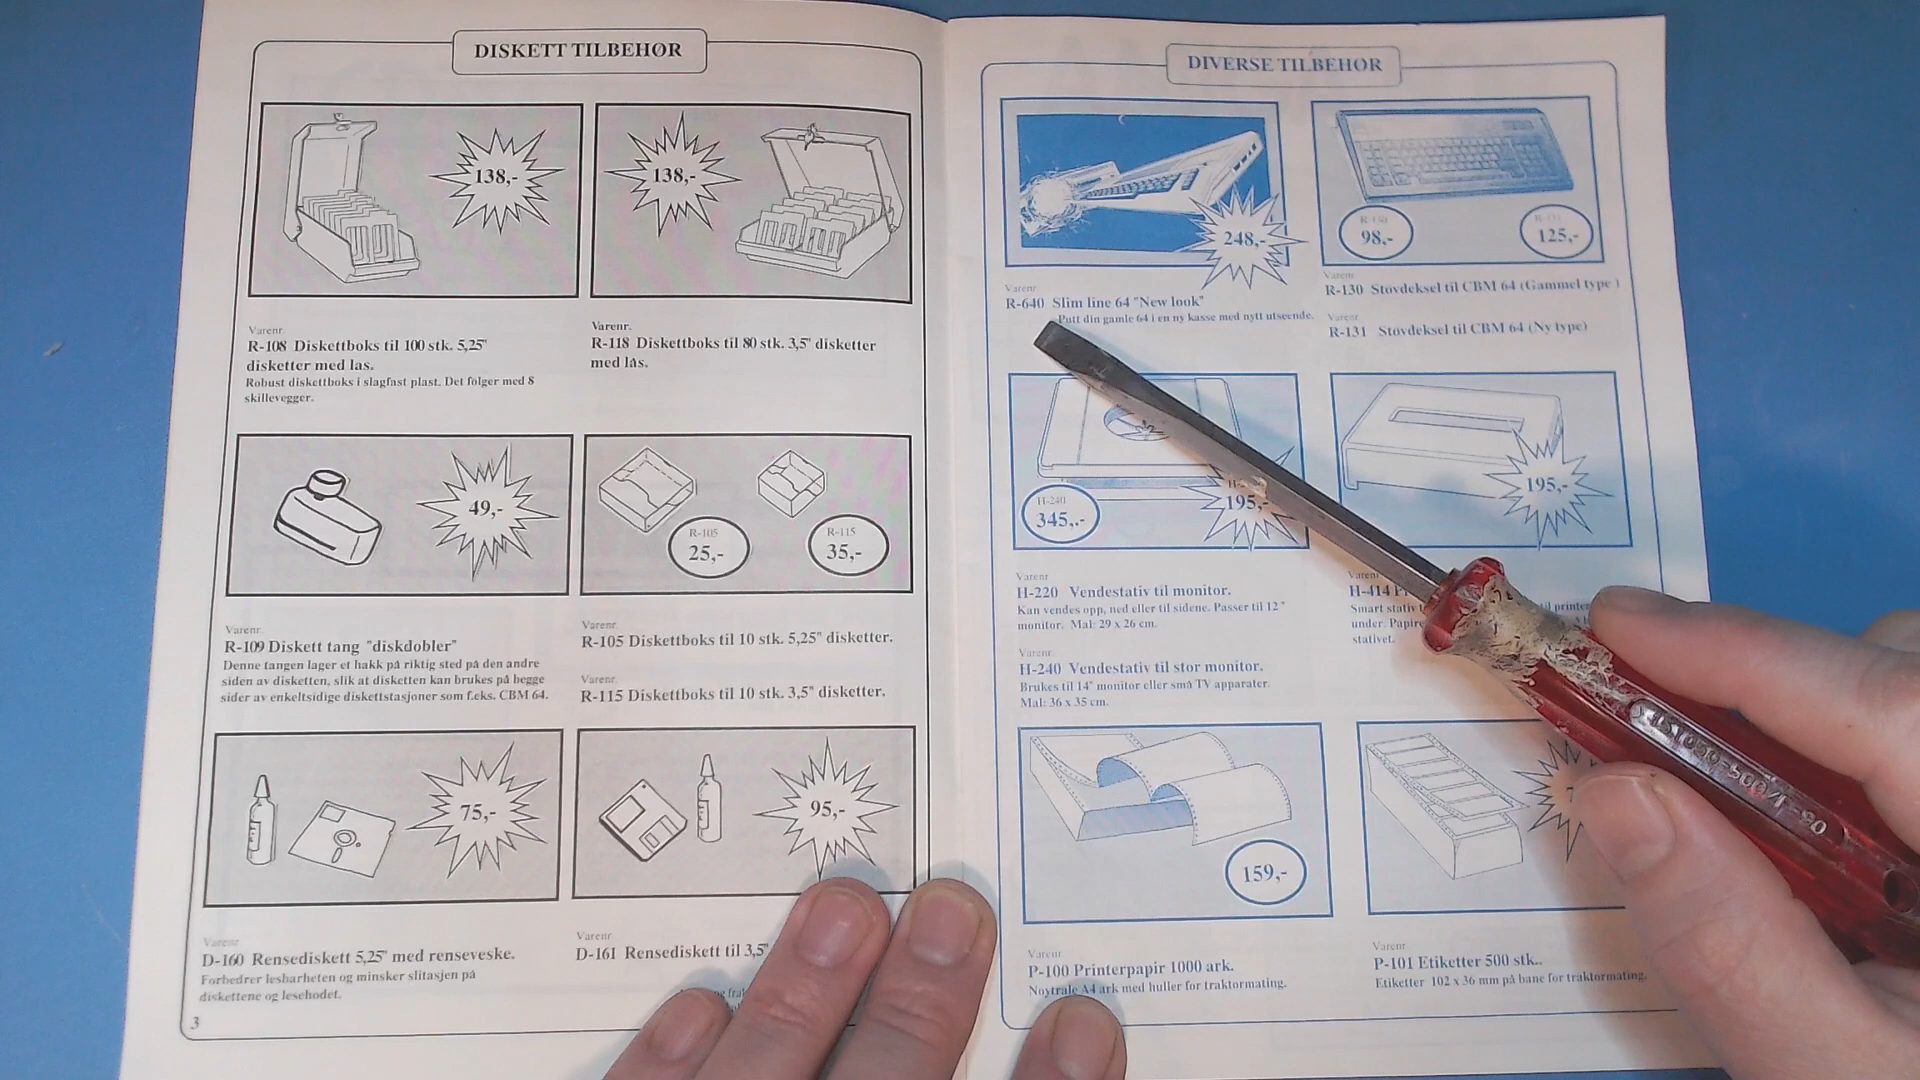 DISKETT TILBEHØR
138,-
138,-
Varenr.
R-108 Diskettboks til 100 stk. 5,25"
disketter med lås.
Robust diskettboks i slagfast plast. Det følger med 8
skillevegger.
Varenr.
R-118 Diskettboks til 80 stk. 3,5" disketter
med lås.
49,-
R-105
25,-
R-115
35,-
Varenr.
R-109 Diskett tang "diskdobler"
Denne tangen lager et hakk på riktig sted på den andre
siden av disketten, slik at disketten kan brukes på begge
sider av enkeltsidige diskettstasjoner som f.eks. CBM 64.
Varenr.
R-105 Diskettboks til 10 stk. 5,25" disketter.
Varenr.
R-115 Diskettboks til 10 stk. 3,5" disketter.
75,-
95,-
Varenr
D-160 Rensediskett 5,25" med renseveske.
Forbedrer lesbarheten og minsker slitasjen på
diskettene og lesehodet.
Varenr
D-161 Rensediskett til 3,5"
3
DIVERSE TILBEHØR
248,-
R-130
98,-
R-131
125,-
Varenr
R-640 Slim line 64 "New look"
Putt din gamle 64 i en ny kasse med nytt utseende.
Varenr
R-130 Støvdeksel til CBM 64 (Gammel type )
Varenr
R-131 Støvdeksel til CBM 64 (Ny type)
H-240
345,.-
195,-
195,-
Varenr
H-220 Vendestativ til monitor.
Kan vendes opp, ned eller til sidene. Passer til 12"
monitor. Mål: 29 x 26 cm.
Varenr
H-240 Vendestativ til stor monitor.
Brukes til 14" monitor eller små TV apparater.
Mål: 36 x 35 cm.
Varenr
H-414
Smart stativ til printer
under.
stativet.
159,-
Varenr
P-100 Printerpapir 1000 ark.
Nøytrale A4 ark med huller for traktormating.
Varenr
P-101 Etiketter 500 stk..
Etiketter 102 x 36 mm på bane for traktormating.